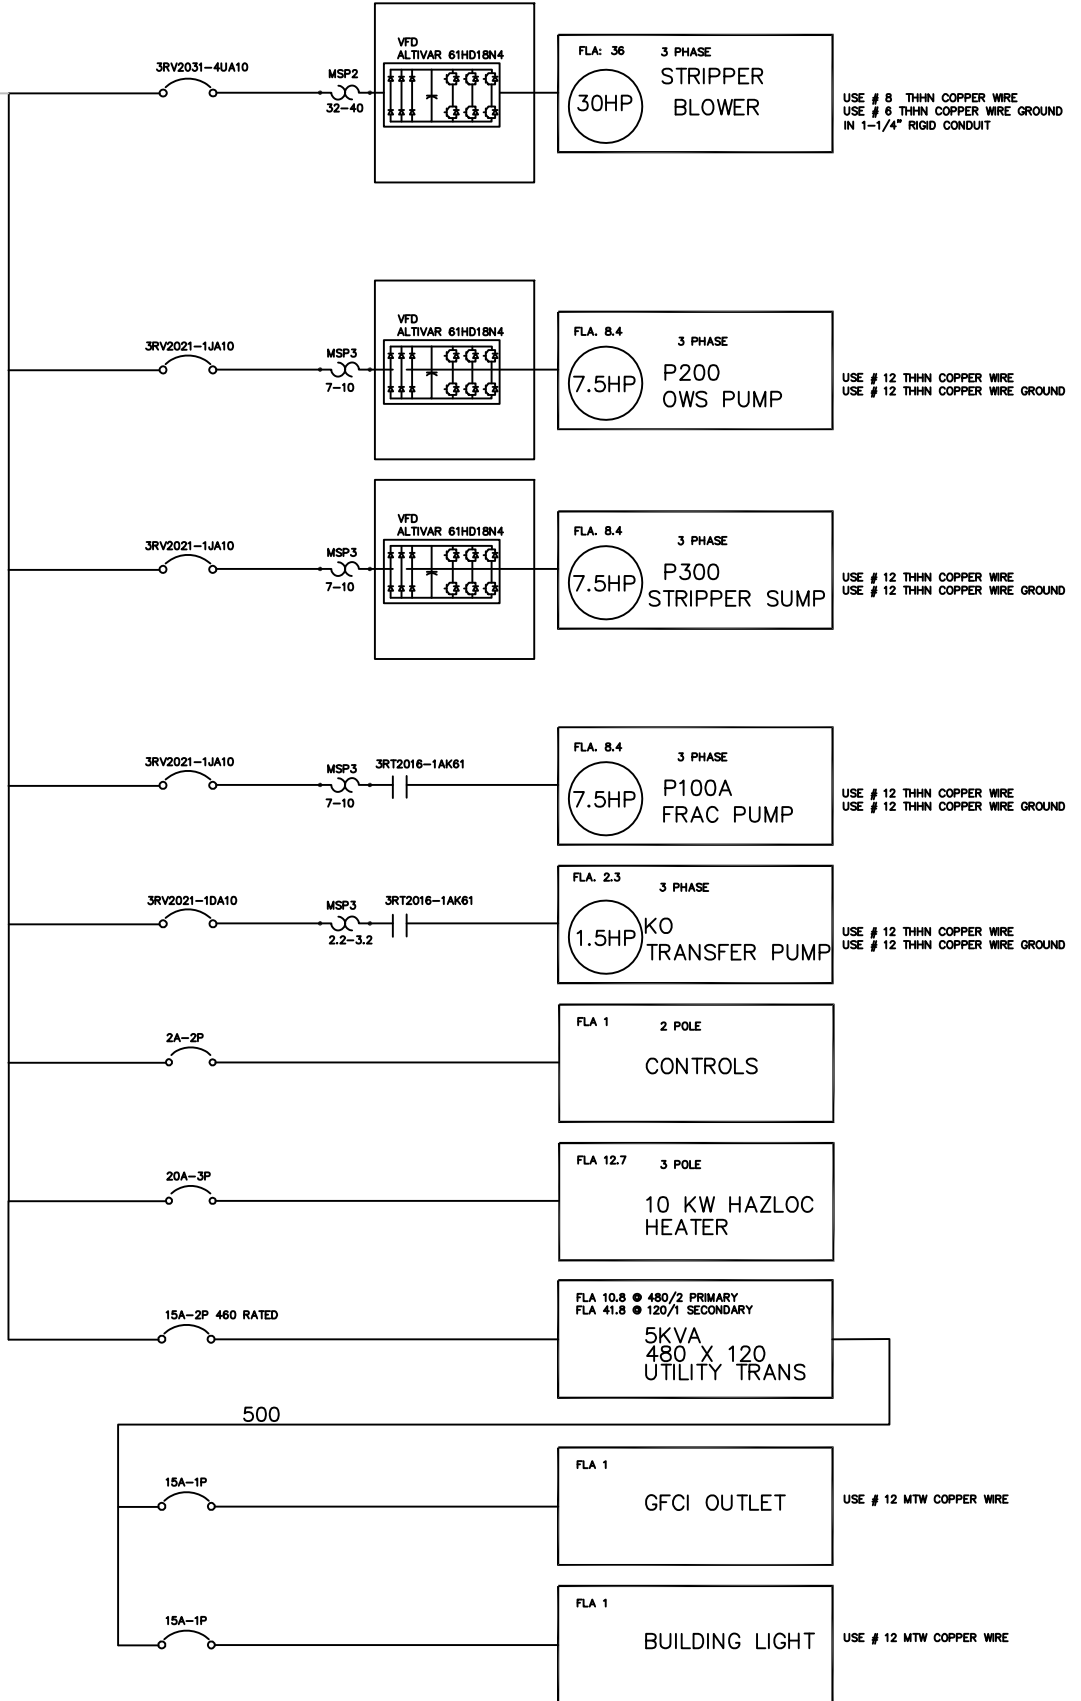 VFD
ALTIVAR 61HD18N4
3RV2031-4UA10
MSP2
32-40
FLA: 36 3 PHASE
30HP
STRIPPER
BLOWER
USE # 8 THHN COPPER WIRE
USE # 6 THHN COPPER WIRE GROUND
IN 1-1/4" RIGID CONDUIT
VFD
ALTIVAR 61HD18N4
3RV2021-1JA10
MSP3
7-10
FLA. 8.4
3 PHASE
7.5HP
P200
OWS PUMP
USE # 12 THHN COPPER WIRE
USE # 12 THHN COPPER WIRE GROUND
VFD
ALTIVAR 61HD18N4
3RV2021-1JA10
MSP3
7-10
FLA. 8.4
3 PHASE
7.5HP
P300
STRIPPER SUMP
USE # 12 THHN COPPER WIRE
USE # 12 THHN COPPER WIRE GROUND
3RV2021-1JA10
MSP3
7-10
3RT2016-1AK61
FLA. 8.4
3 PHASE
7.5HP
P100A
FRAC PUMP
USE # 12 THHN COPPER WIRE
USE # 12 THHN COPPER WIRE GROUND
3RV2021-1DA10
MSP3
2.2-3.2
3RT2016-1AK61
FLA. 2.3
3 PHASE
1.5HP
KO
TRANSFER PUMP
USE # 12 THHN COPPER WIRE
USE # 12 THHN COPPER WIRE GROUND
2A-2P
FLA 1 2 POLE
CONTROLS
20A-3P
FLA 12.7 3 POLE
10 KW HAZLOC
HEATER
15A-2P 460 RATED
FLA 10.8 @ 480/2 PRIMARY
FLA 41.8 @ 120/1 SECONDARY
5KVA
480 X 120
UTILITY TRANS
500
15A-1P
FLA 1
GFCI OUTLET
USE # 12 MTW COPPER WIRE
15A-1P
FLA 1
BUILDING LIGHT
USE # 12 MTW COPPER WIRE